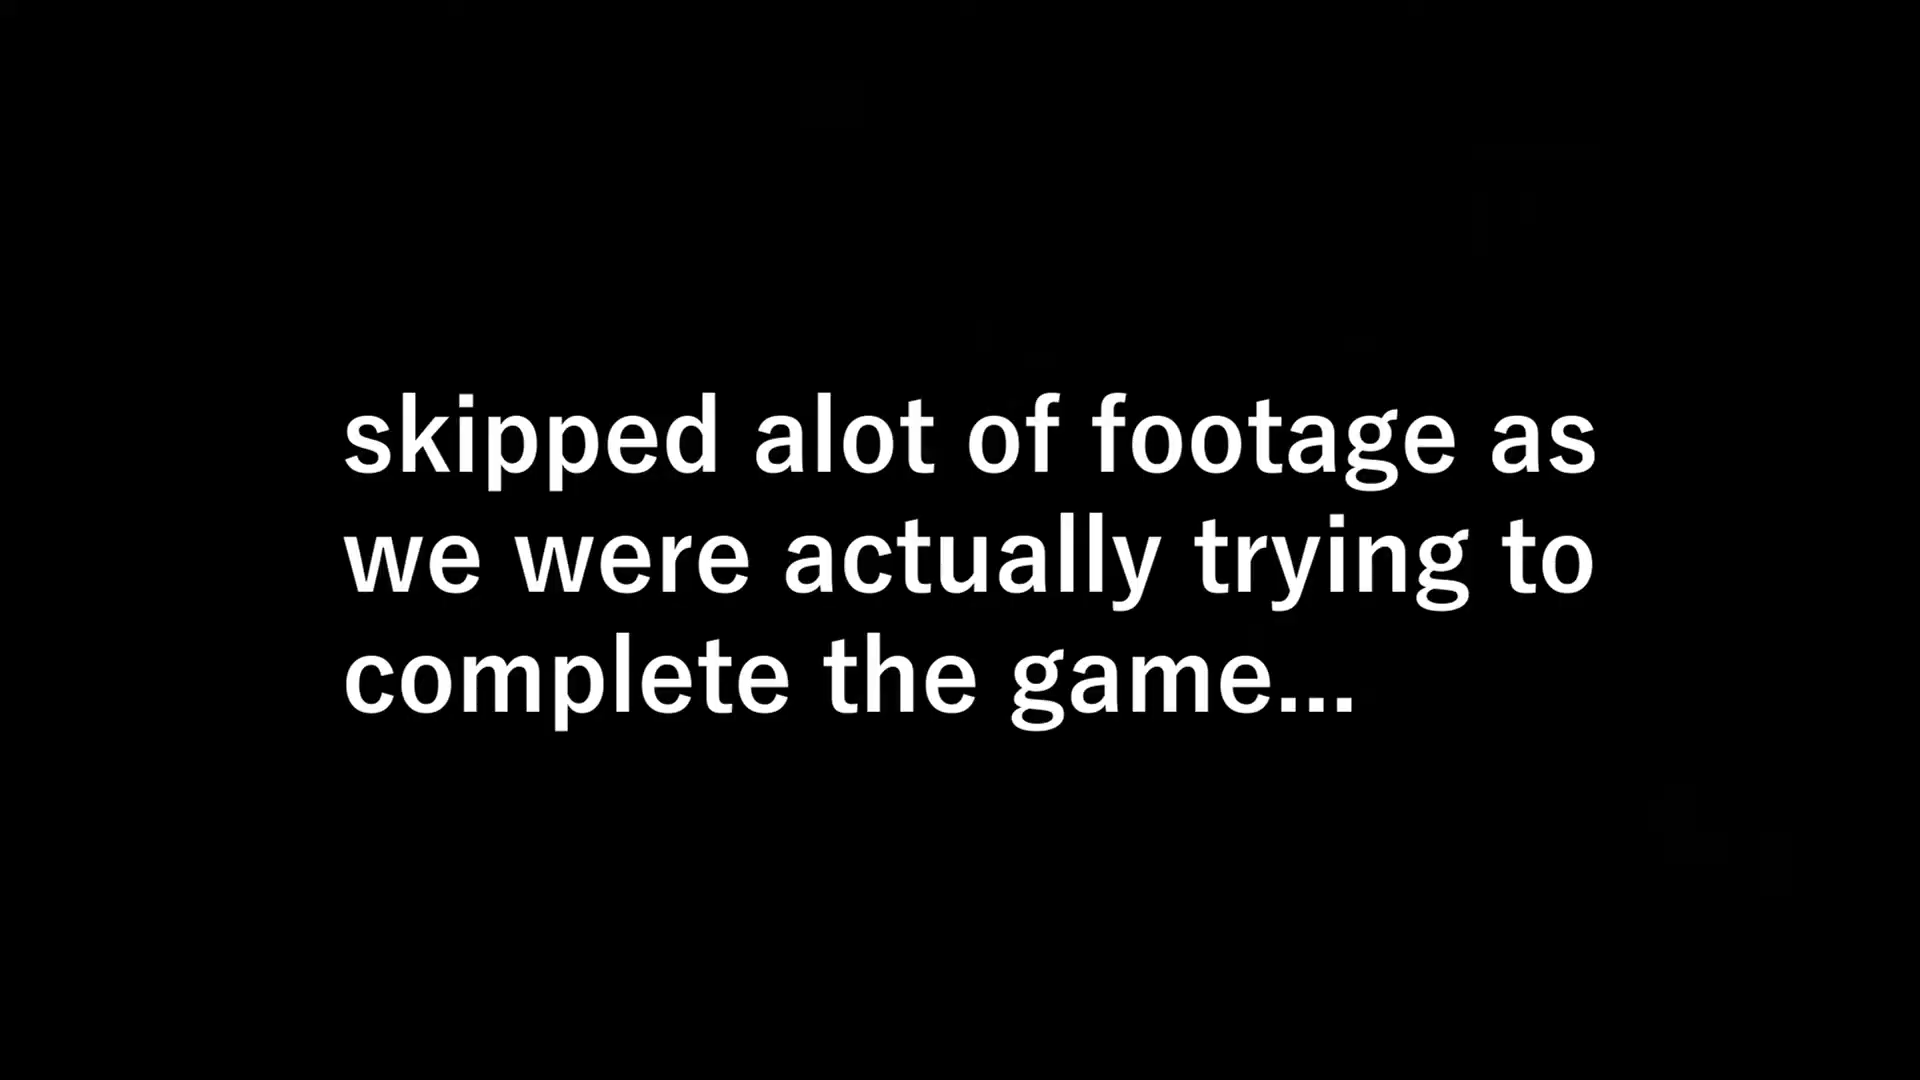 skipped alot of footage as
we were actually trying to
complete the game...